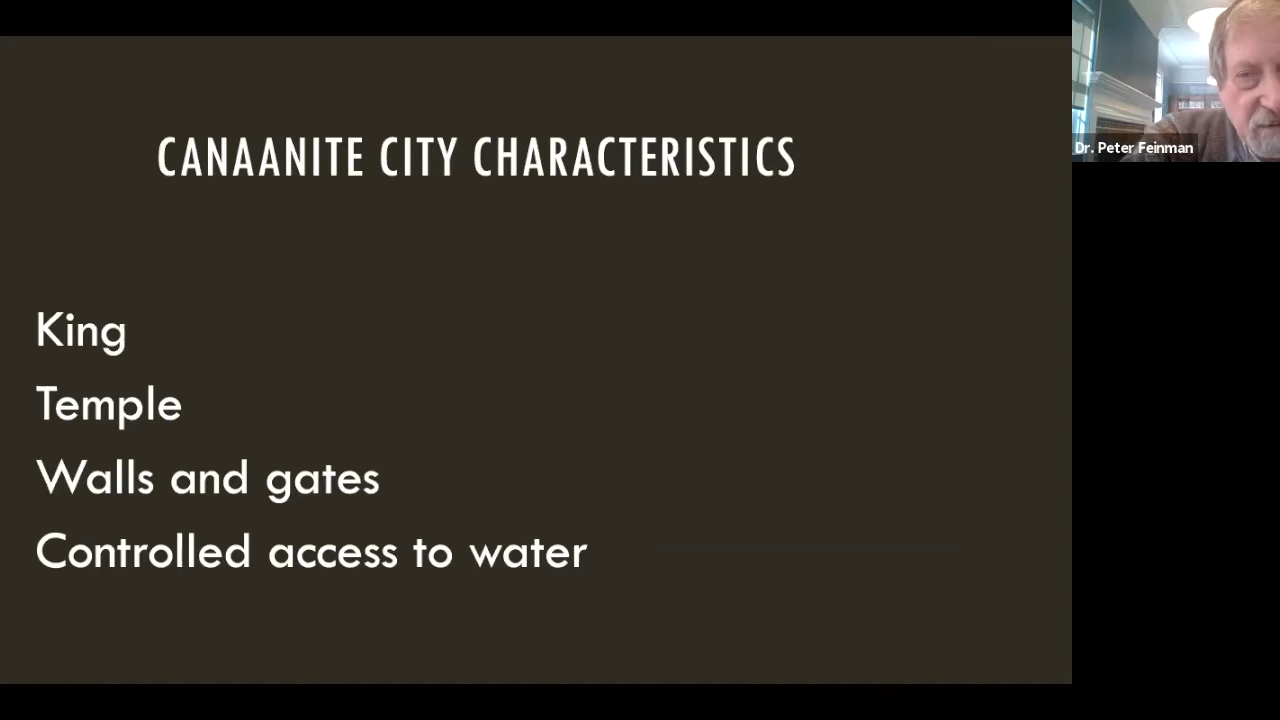 CANAANITE CITY CHARACTERISTICS
King
Temple
Walls and gates
Controlled access to water
Dr. Peter Feinman